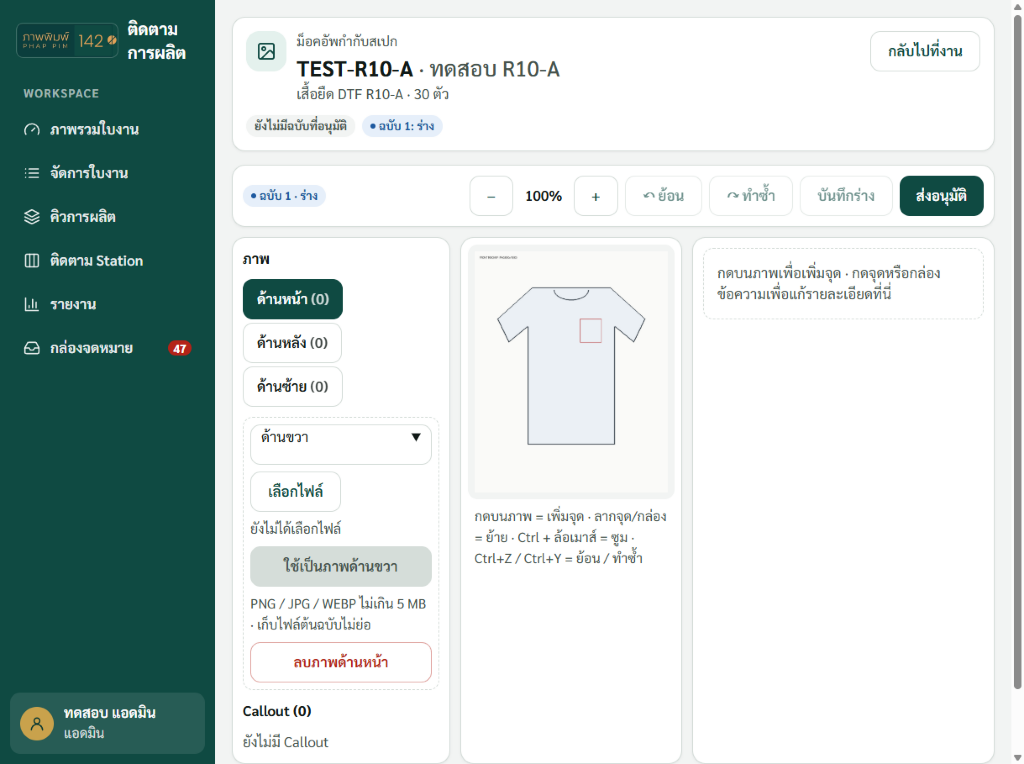 ภาพพิมพ์
PHAP PIM
142
ติดตาม
การผลิต
WORKSPACE
ภาพรวมใบงาน
จัดการใบงาน
คิวการผลิต
ติดตาม Station
รายงาน
กล่องจดหมาย 47
ทดสอบ แอดมิน
แอดมิน
ม็อคอัพกำกับสเปก
TEST-R10-A · ทดสอบ R10-A
เสื้อยืด DTF R10-A · 30 ตัว
ยังไม่มีฉบับที่อนุมัติ • ฉบับ 1: ร่าง
กลับไปที่งาน
• ฉบับ 1 · ร่าง
− 100% + ↶ ย้อน ↷ ทำซ้ำ บันทึกร่าง ส่งอนุมัติ
ภาพ
ด้านหน้า (0)
ด้านหลัง (0)
ด้านซ้าย (0)
ด้านขวา
เลือกไฟล์
ยังไม่ได้เลือกไฟล์
ใช้เป็นภาพด้านขวา
PNG / JPG / WEBP ไม่เกิน 5 MB
· เก็บไฟล์ต้นฉบับไม่ย่อ
ลบภาพด้านหน้า
Callout (0)
ยังไม่มี Callout
กดบนภาพ = เพิ่มจุด · ลากจุด/กล่อง
= ย้าย · Ctrl + ล้อเมาส์ = ซูม ·
Ctrl+Z / Ctrl+Y = ย้อน / ทำซ้ำ
กดบนภาพเพื่อเพิ่มจุด · กดจุดหรือกล่อง
ข้อความเพื่อแก้รายละเอียดที่นี่